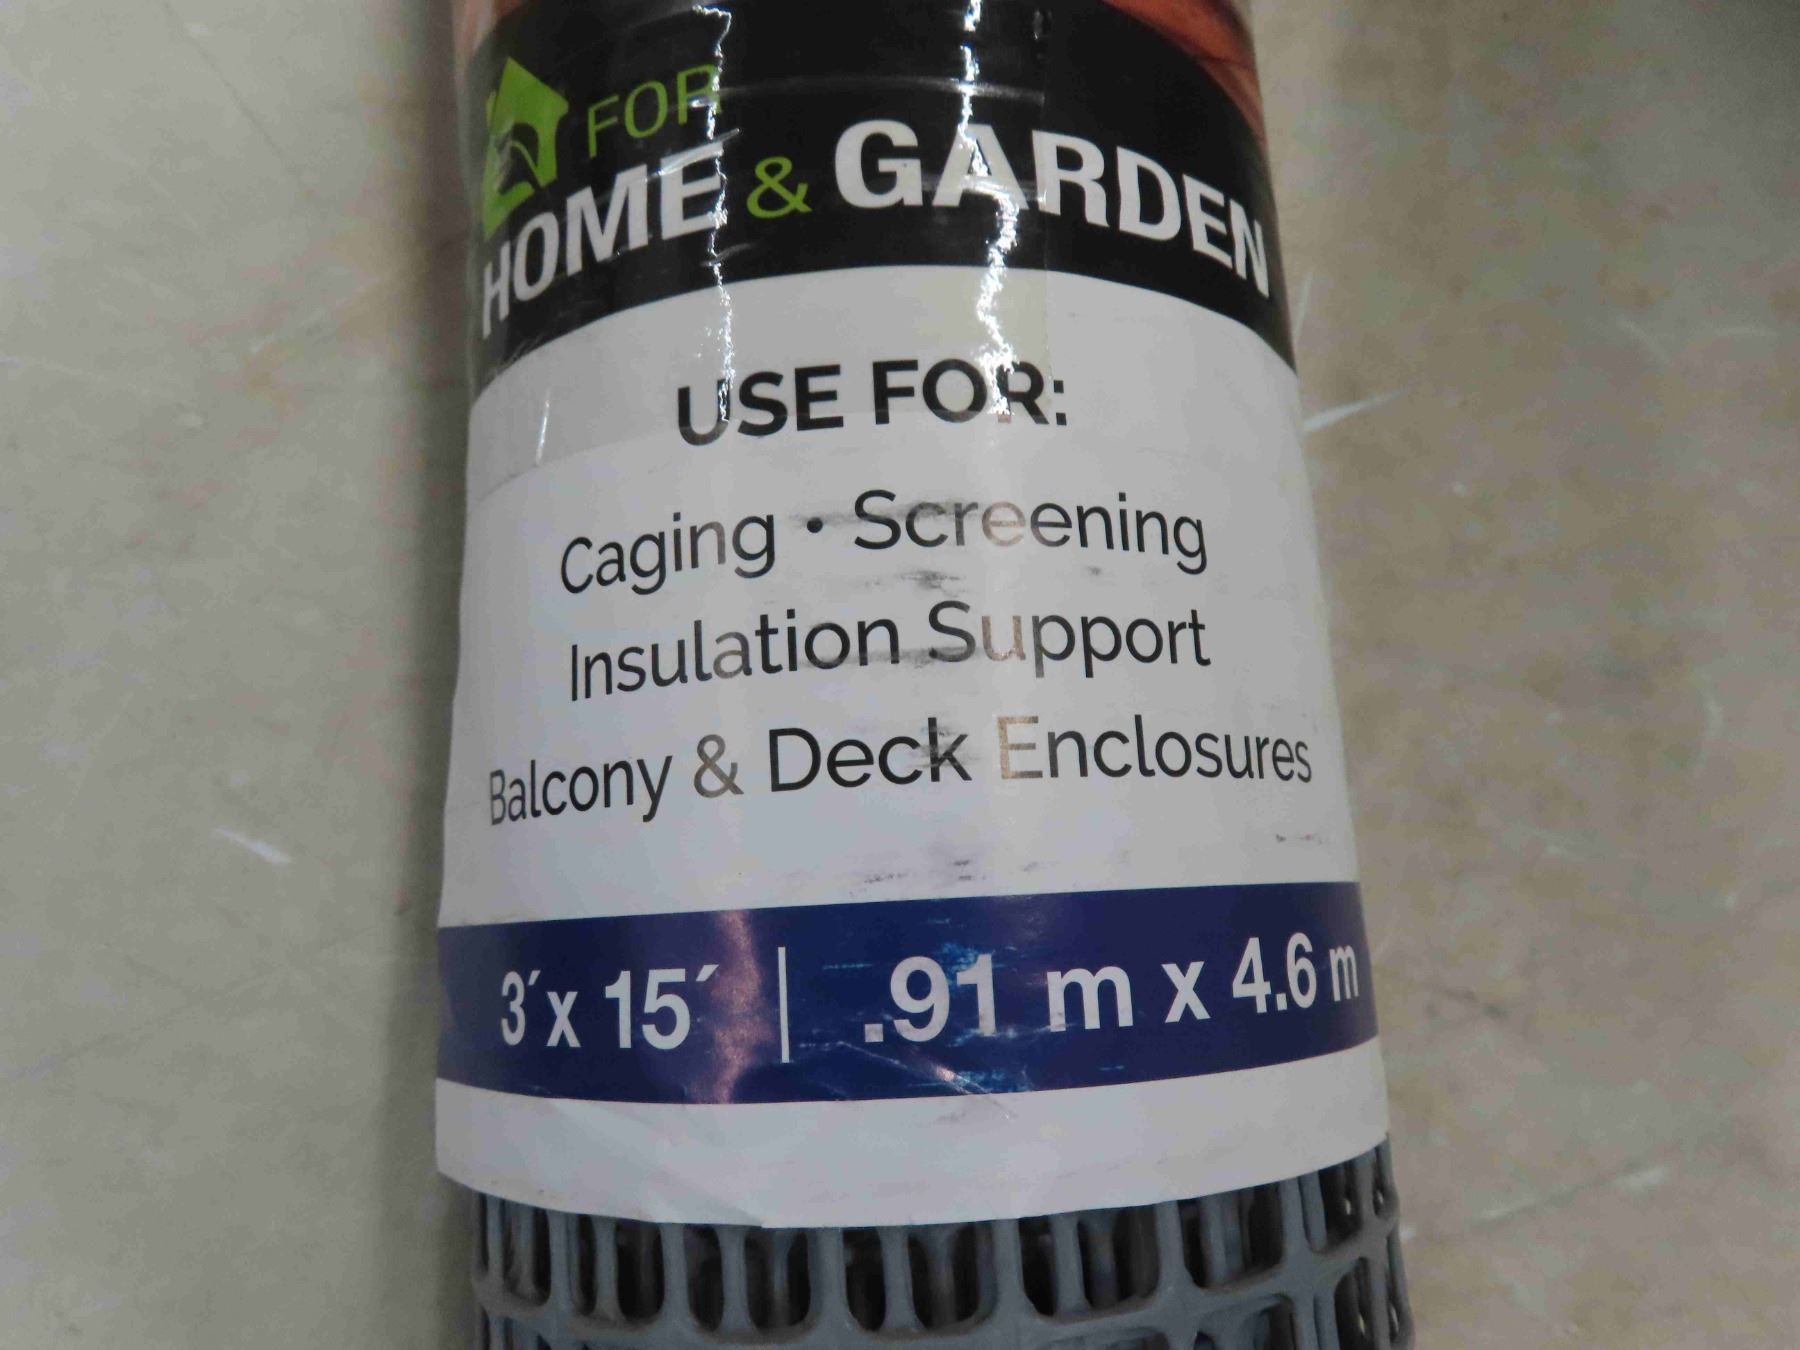 FOR
HOME & GARDEN
USE FOR:
Caging • Screening
Insulation Support
Balcony & Deck Enclosures
3´x 15´ | .91 m x 4.6 m